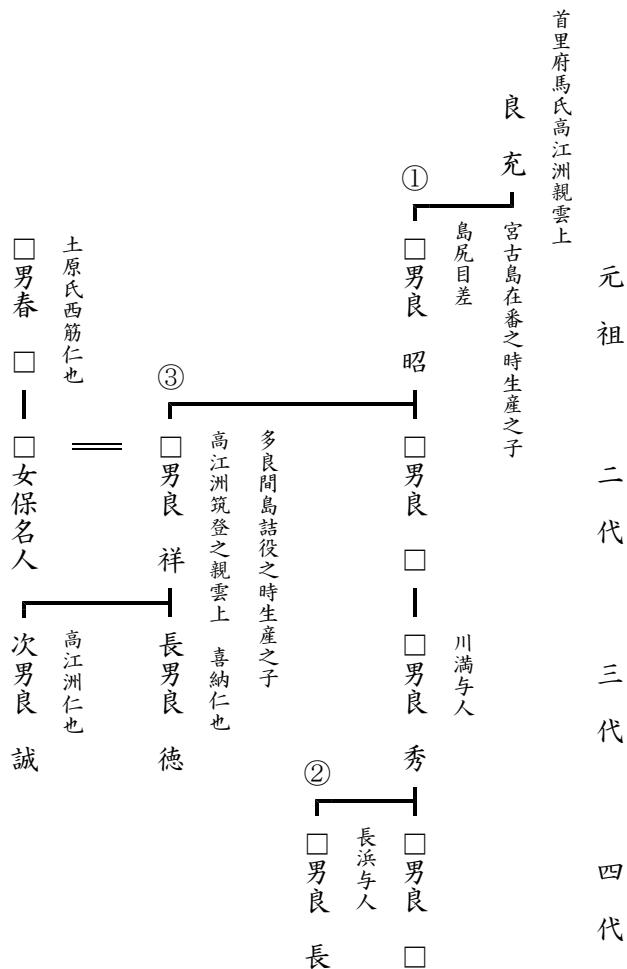 元祖
二代
三代
四代
首里府馬氏高江洲親雲上
良充
宮古島在番之時生産之子
島尻目差
①
□男良昭
□男良□
川満与人
□男良秀
□男良□
長浜与人
②
□男良長
多良間島詰役之時生産之子
高江洲筑登之親雲上 喜納仁也
③
□男良祥
長男良徳
高江洲仁也
次男良誠
土原氏西筋仁也
□男春□
□女保名人